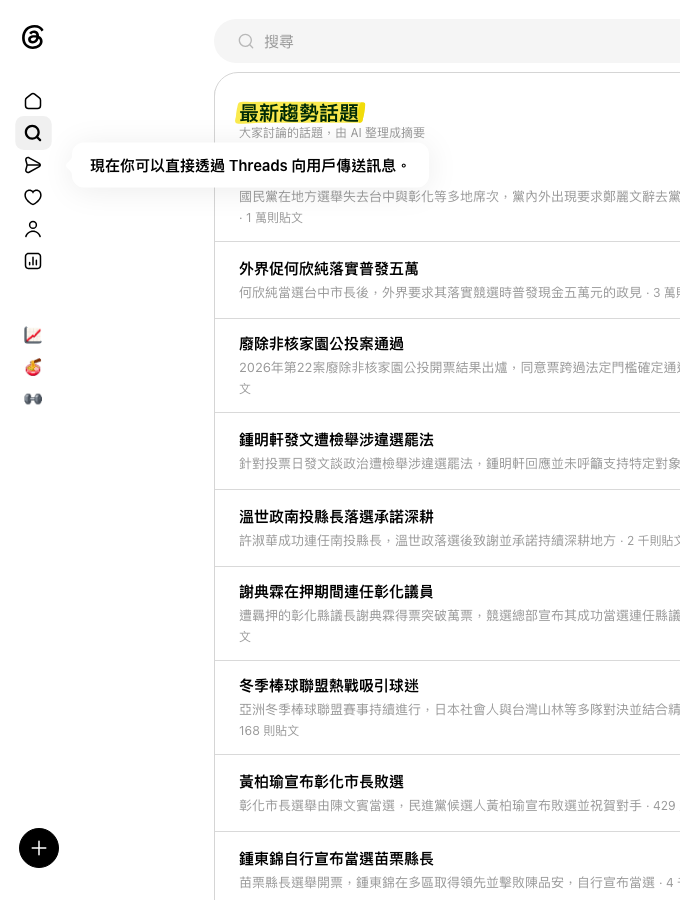 搜尋
最新趨勢話題
大家討論的話題，由 AI 整理成摘要
現在你可以直接透過 Threads 向用戶傳送訊息。
國民黨在地方選舉失去台中與彰化等多地席次，黨內外出現要求鄭麗文辭去黨
· 1 萬則貼文
外界促何欣純落實普發五萬
何欣純當選台中市長後，外界要求其落實競選時普發現金五萬元的政見 · 3 萬
廢除非核家園公投案通過
2026年第22案廢除非核家園公投開票結果出爐，同意票跨過法定門檻確定通
文
鍾明軒發文遭檢舉涉違選罷法
針對投票日發文談政治遭檢舉涉違選罷法，鍾明軒回應並未呼籲支持特定對象
溫世政南投縣長落選承諾深耕
許淑華成功連任南投縣長，溫世政落選後致謝並承諾持續深耕地方 · 2 千則貼文
謝典霖在押期間連任彰化議員
遭羈押的彰化縣議長謝典霖得票突破萬票，競選總部宣布其成功當選連任縣議
文
冬季棒球聯盟熱戰吸引球迷
亞洲冬季棒球聯盟賽事持續進行，日本社會人與台灣山林等多隊對決並結合精
168 則貼文
黃柏瑜宣布彰化市長敗選
彰化市長選舉由陳文賓當選，民進黨候選人黃柏瑜宣布敗選並祝賀對手 · 429
鍾東錦自行宣布當選苗栗縣長
苗栗縣長選舉開票，鍾東錦在多區取得領先並擊敗陳品安，自行宣布當選 · 4